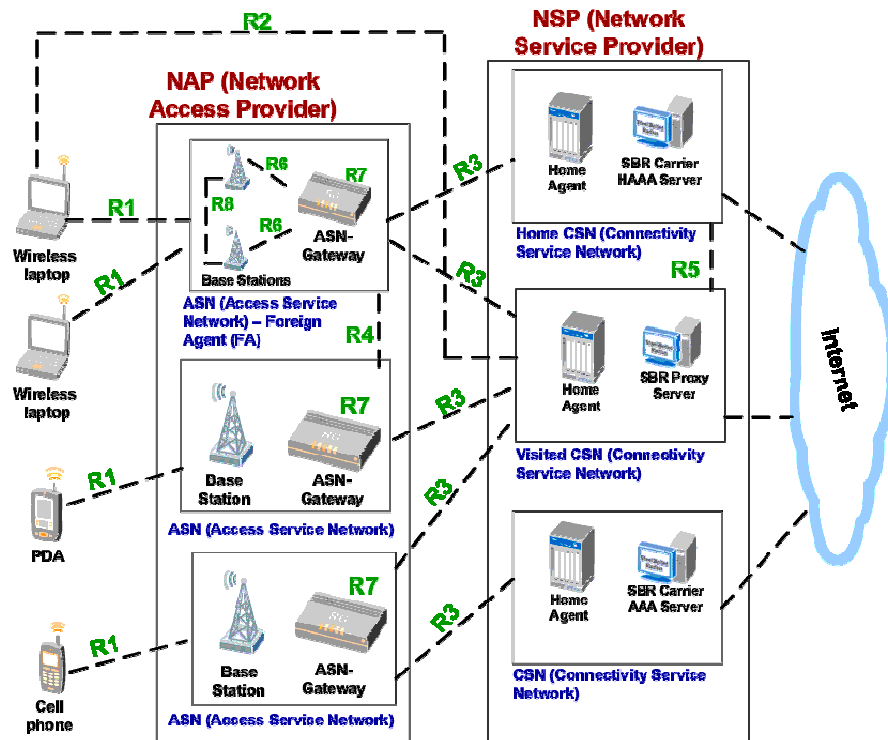 R2
NSP (Network
Service Provider)
NAP (Network
Access Provider)
R6
R7
R8
R6
ASN-
Gateway
Base Stations
ASN (Access Service
Network) – Foreign
Agent (FA)
R1
Wireless
laptop
R1
Wireless
laptop
R3
R3
Home
Agent
SBR Carrier
HAAA Server
Home CSN (Connectivity
Service Network)
R5
R4
Home
Agent
SBR Proxy
Server
Visited CSN (Connectivity
Service Network)
Internet
R7
R3
Base
Station
ASN-
Gateway
ASN (Access Service Network)
R1
PDA
R3
R7
Base
Station
ASN-
Gateway
ASN (Access Service Network)
R1
Cell
phone
R3
Home
Agent
SBR Carrier
AAA Server
CSN (Connectivity Service
Network)